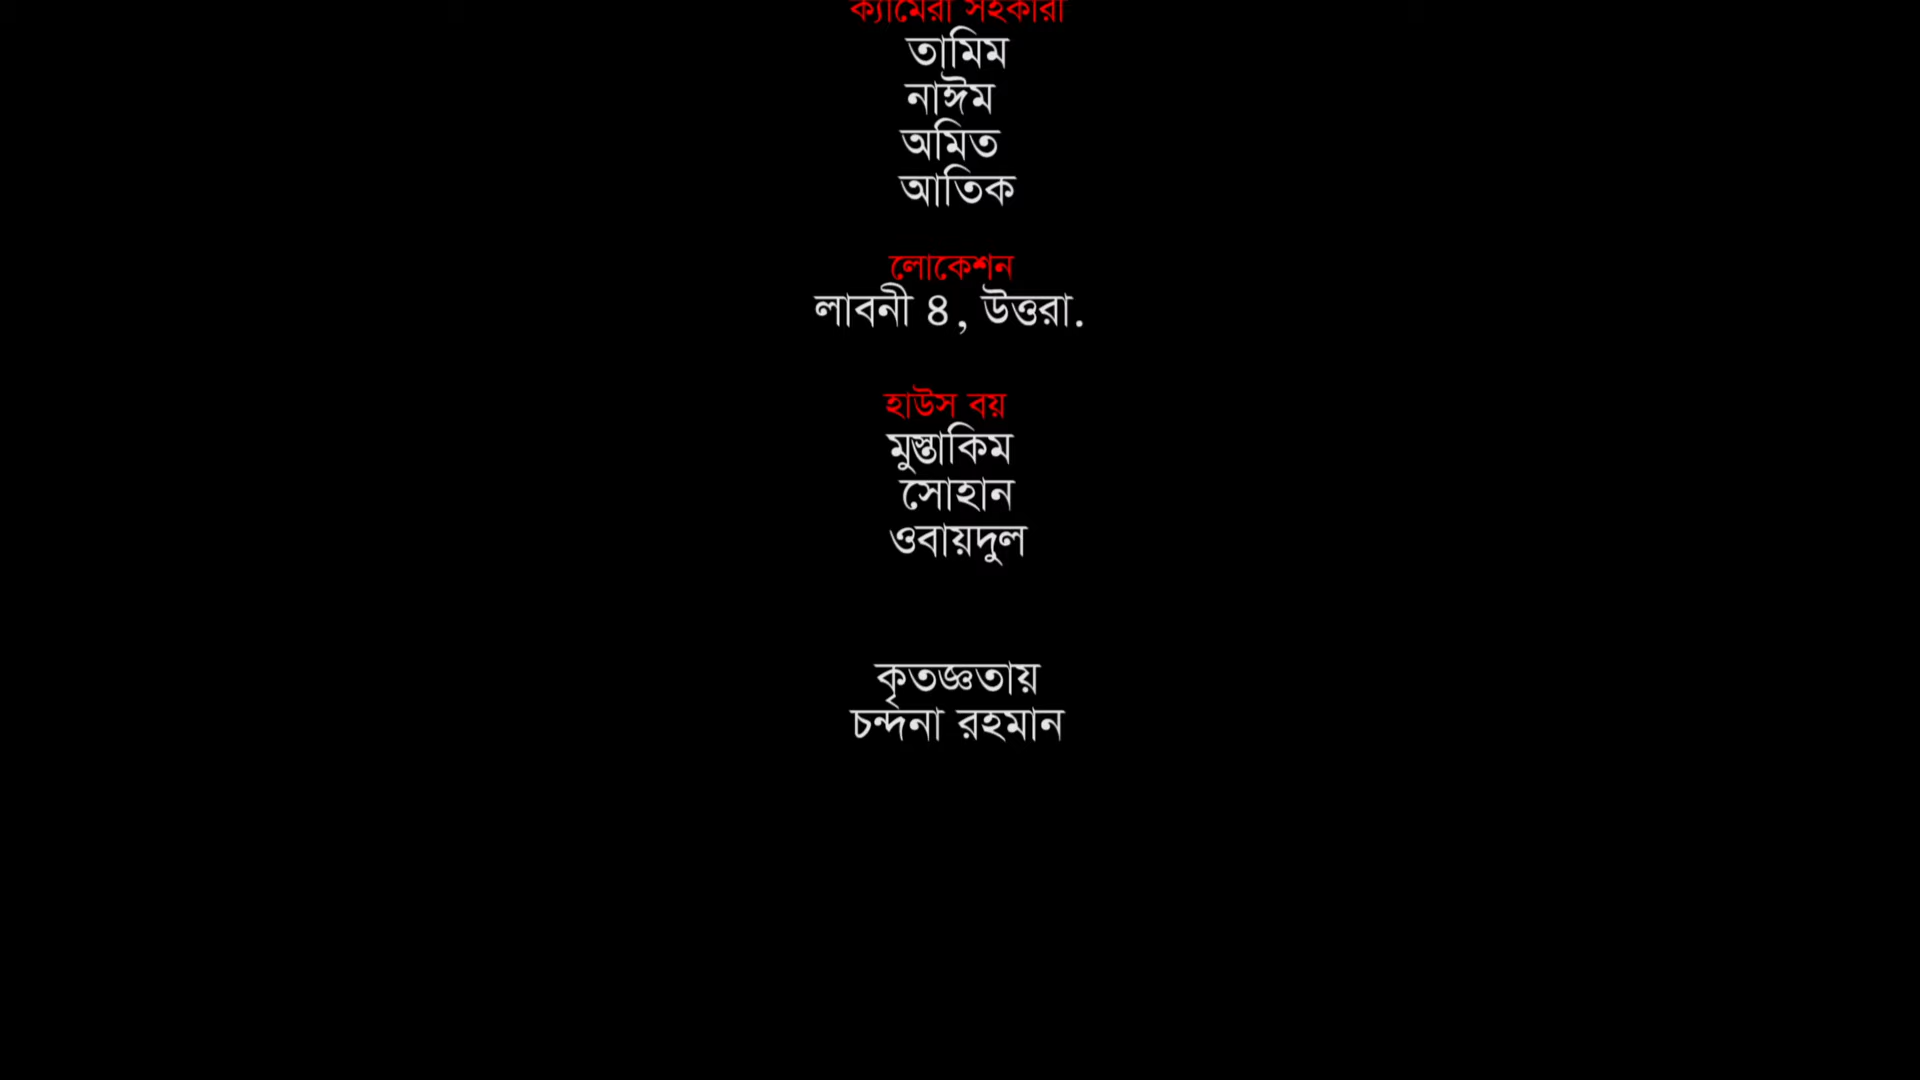 ক্যামেরা সহকারী
তামিম
নাঈম
অমিত
আতিক
লোকেশন
লাবনী ৪, উত্তরা.
হাউস বয়
মুস্তাকিম
সোহান
ওবায়দুল
কৃতজ্ঞতায়
চন্দনা রহমান